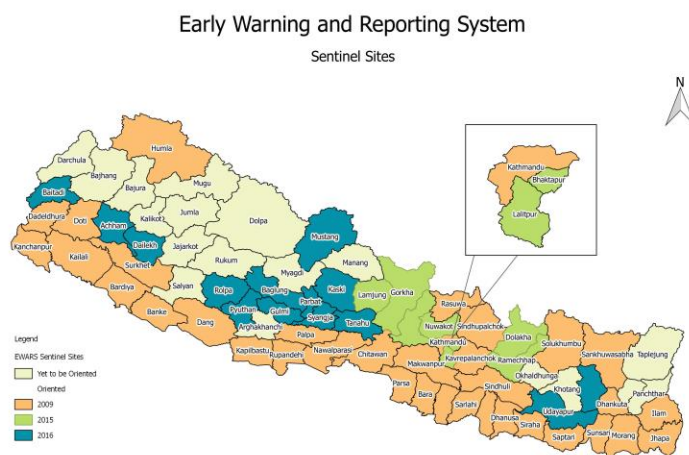 Early Warning and Reporting System
Sentinel Sites
N
Humla
Darchula
Bajhang
Bajura
Mugu
Baitadi
Dadeldhura
Doti
Achham
Kalikot
Jumla
Dolpa
Kanchanpur
Kailali
Dailekh
Jajarkot
Mustang
Surkhet
Rukum
Myagdi
Manang
Bardiya
Salyan
Rolpa
Baglung
Parbat
Kaski
Lamjung
Gorkha
Rasuwa
Banke
Dang
Pyuthan
Gulmi
Syangja
Tanahu
Arghakhanchi
Palpa
Kapilbastu
Rupandehi
Nawalparasi
Chitawan
Nuwakot
Sindhupalchok
Kathmandu
Kavrepalanchok
Makwanpur
Dolakha
Ramechhap
Solukhumbu
Sankhuwasabha
Taplejung
Okhaldhunga
Khotang
Panchthar
Parsa
Bara
Sarlahi
Sindhuli
Dhanusa
Siraha
Udayapur
Saptari
Dhankuta
Sunsari
Morang
Ilam
Jhapa
Kathmandu
Bhaktapur
Lalitpur
Legend
EWARS Sentinel Sites
Yet to be Oriented
Oriented
2009
2015
2016